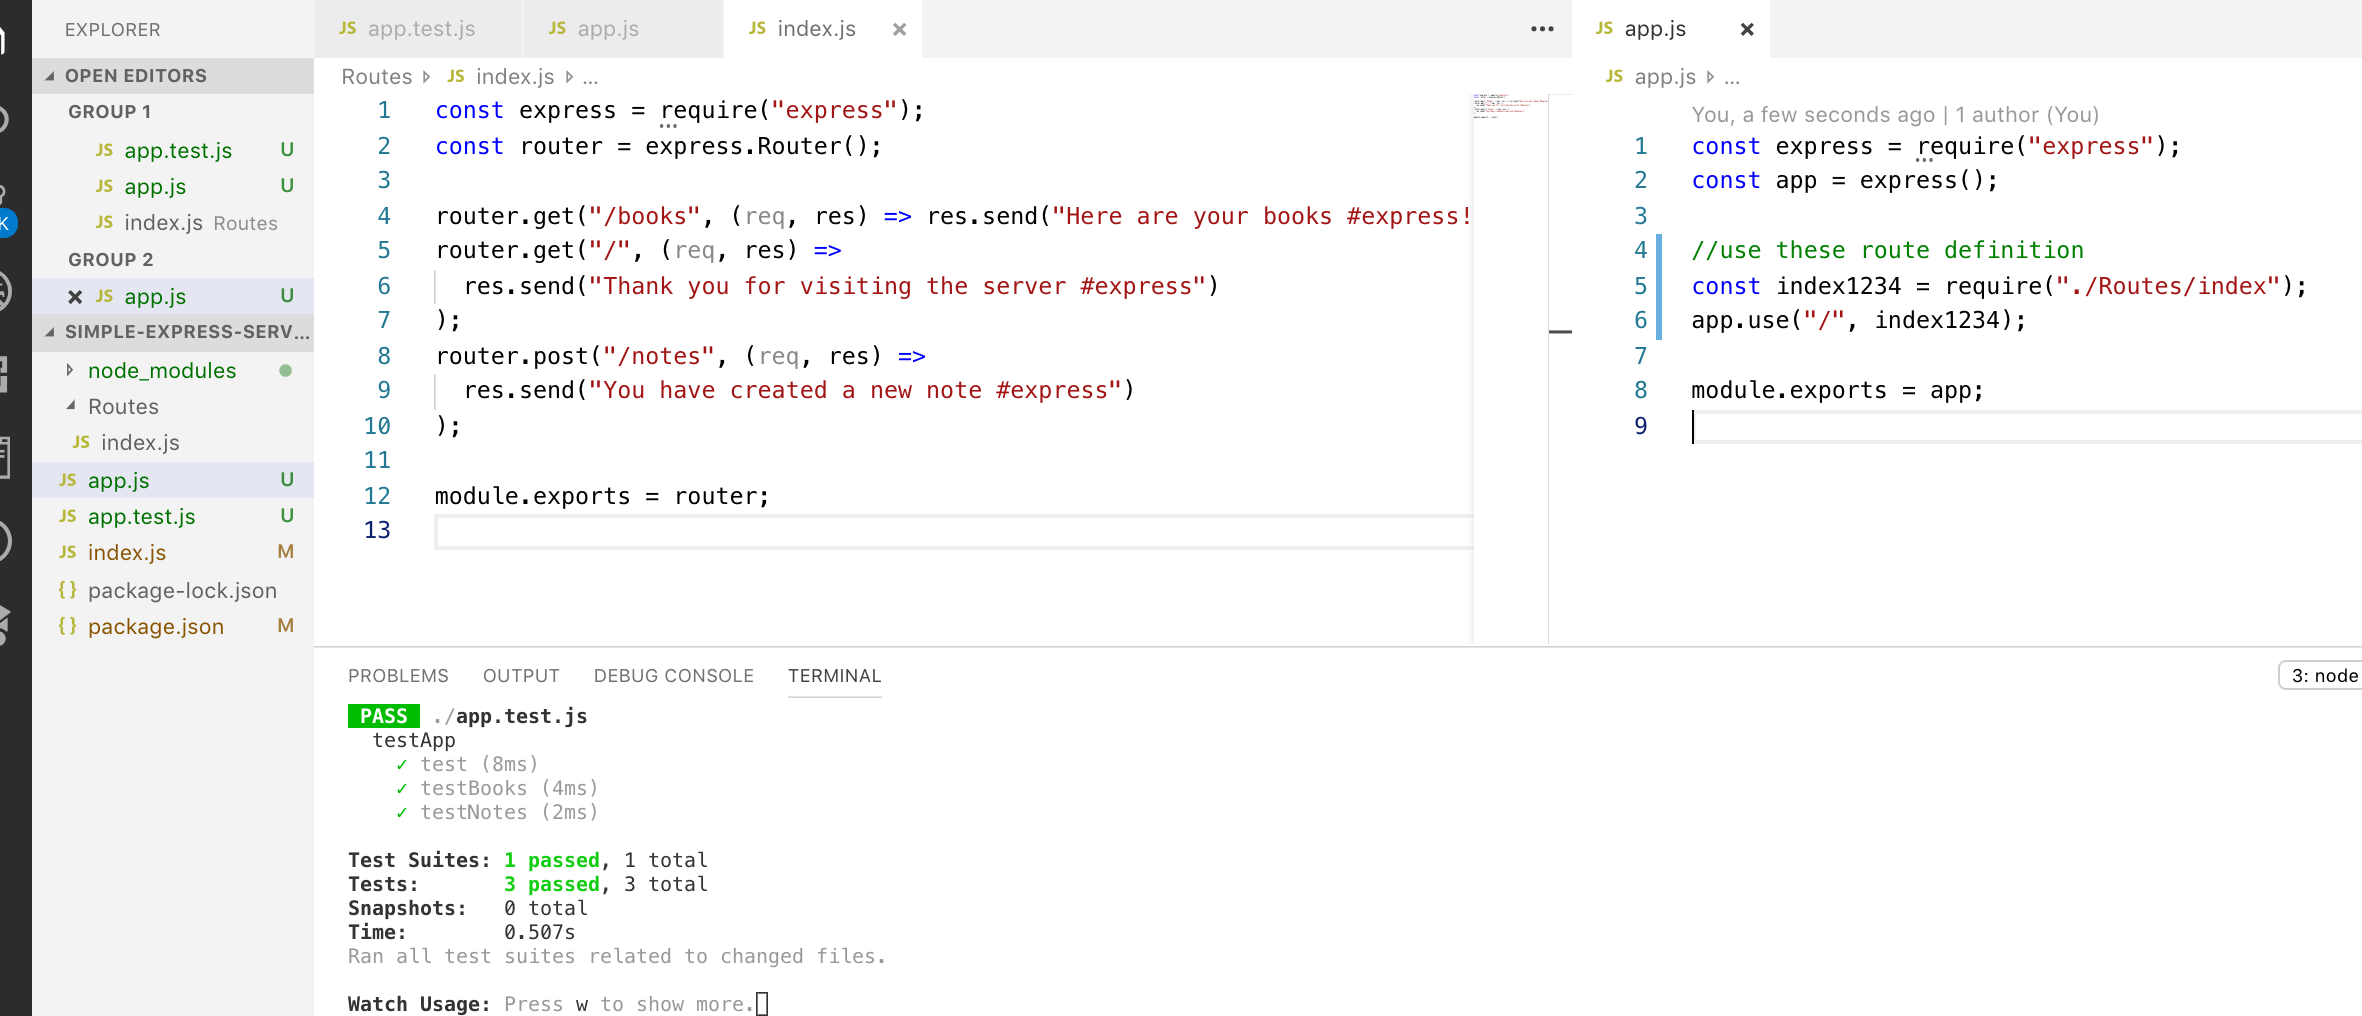 EXPLORER
OPEN EDITORS
GROUP 1
JS app.test.js U
JS app.js U
JS index.js Routes
GROUP 2
JS app.js U
SIMPLE-EXPRESS-SERV...
node_modules
Routes
JS index.js
JS app.js U
JS app.test.js U
JS index.js M
{} package-lock.json
{} package.json M
K
JS app.test.js JS app.js JS index.js
Routes JS index.js ...
1 const express = require("express");
2 const router = express.Router();
3
4 router.get("/books", (req, res) => res.send("Here are your books #express!
5 router.get("/", (req, res) =>
6 res.send("Thank you for visiting the server #express")
7 );
8 router.post("/notes", (req, res) =>
9 res.send("You have created a new note #express")
10 );
11
12 module.exports = router;
13
JS app.js
JS app.js ...
You, a few seconds ago | 1 author (You)
1 const express = require("express");
2 const app = express();
3
4 //use these route definition
5 const index1234 = require("./Routes/index");
6 app.use("/", index1234);
7
8 module.exports = app;
9
PROBLEMS OUTPUT DEBUG CONSOLE TERMINAL 3: node
PASS ./app.test.js
testApp
✓ test (8ms)
✓ testBooks (4ms)
✓ testNotes (2ms)
Test Suites: 1 passed, 1 total
Tests: 3 passed, 3 total
Snapshots: 0 total
Time: 0.507s
Ran all test suites related to changed files.
Watch Usage: Press w to show more.